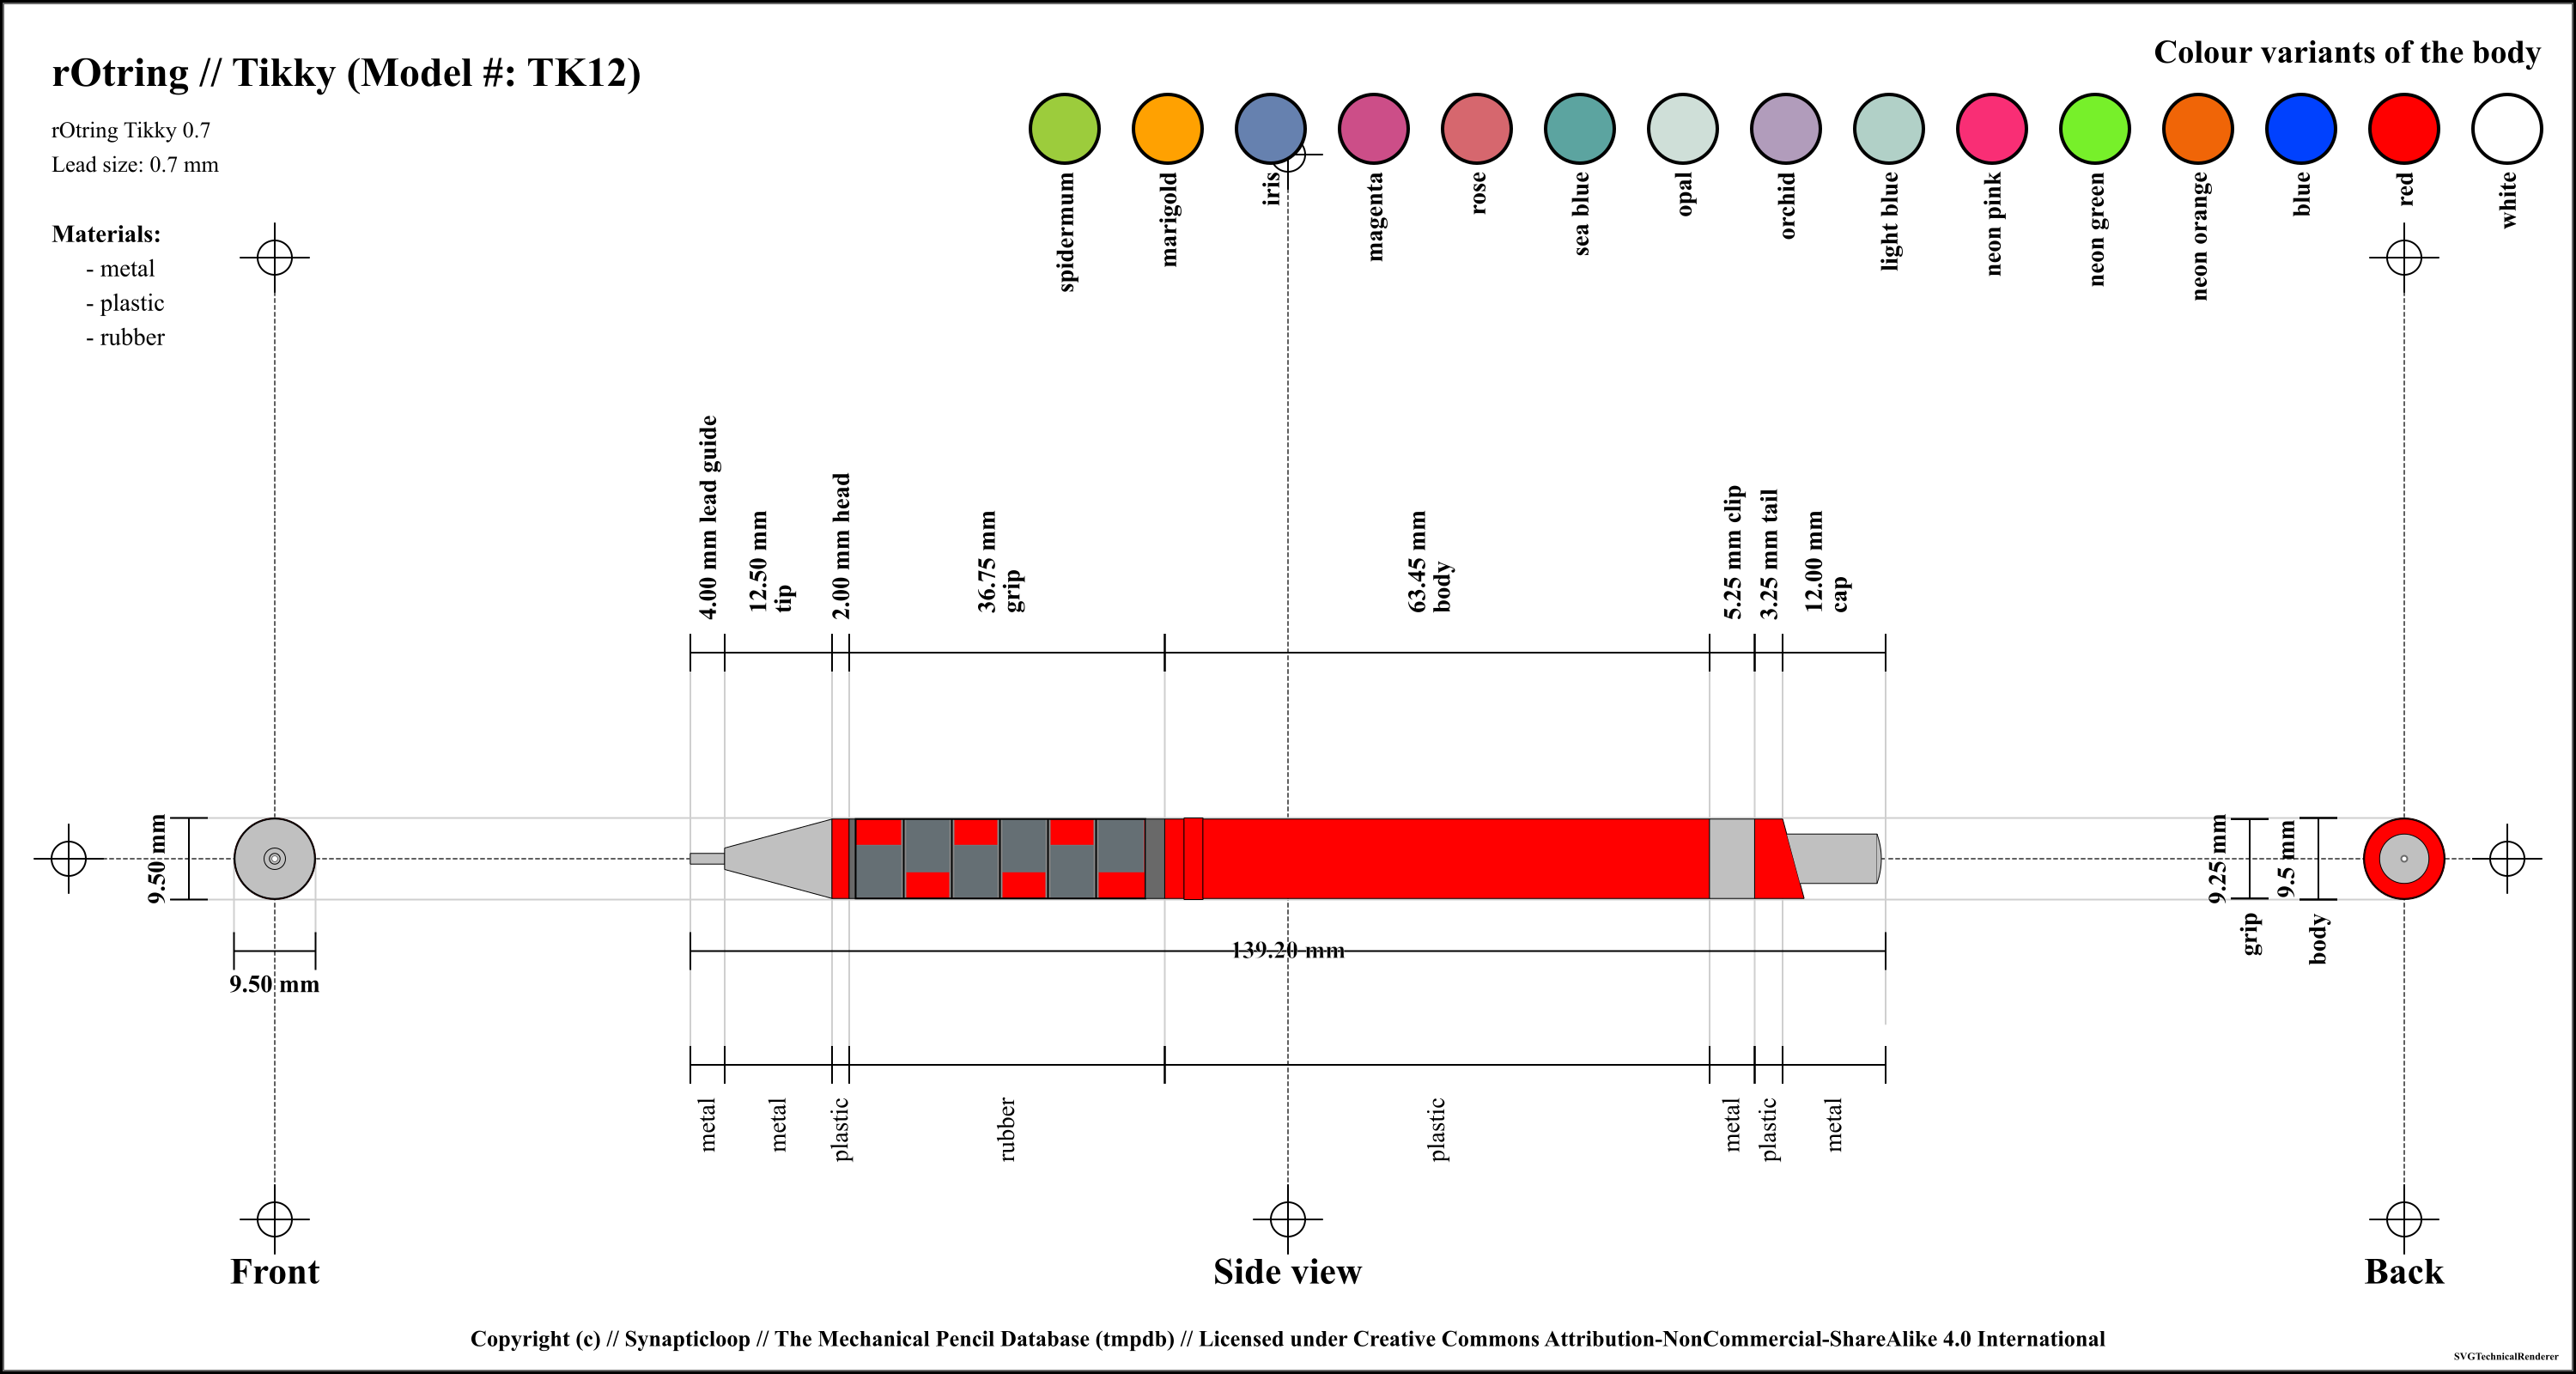 rOtring // Tikky (Model #: TK12)
rOtring Tikky 0.7
Lead size: 0.7 mm
Materials:
- metal
- plastic
- rubber
Colour variants of the body
spidermum
marigold
iris
magenta
rose
sea blue
opal
orchid
light blue
neon pink
neon green
neon orange
blue
red
white
4.00 mm lead guide
12.50 mm
tip
2.00 mm head
36.75 mm
grip
63.45 mm
body
5.25 mm clip
3.25 mm tail
12.00 mm
cap
9.50 mm
9.50 mm
139.20 mm
9.25 mm
grip
9.5 mm
body
metal
metal
plastic
rubber
plastic
metal
plastic
metal
Front
Side view
Back
Copyright (c) // Synapticloop // The Mechanical Pencil Database (tmpdb) // Licensed under Creative Commons Attribution-NonCommercial-ShareAlike 4.0 International
SVGTechnicalRenderer